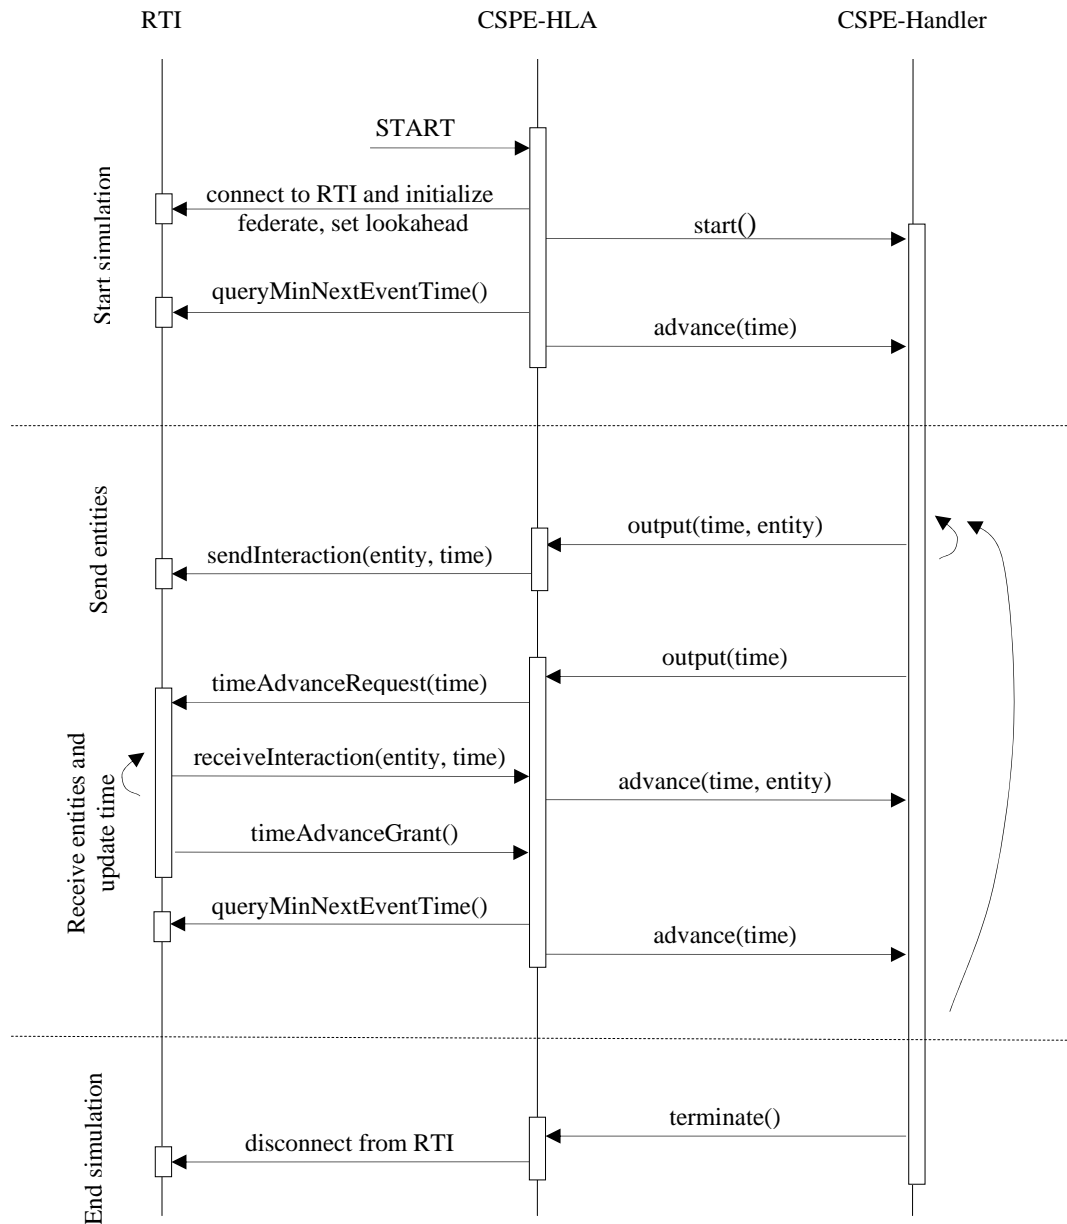 RTI
CSPE-HLA
CSPE-Handler
START
Start simulation
connect to RTI and initialize
federate, set lookahead
start()
queryMinNextEventTime()
advance(time)
Send entities
output(time, entity)
sendInteraction(entity, time)
output(time)
timeAdvanceRequest(time)
Receive entities and
update time
receiveInteraction(entity, time)
advance(time, entity)
timeAdvanceGrant()
queryMinNextEventTime()
advance(time)
End simulation
terminate()
disconnect from RTI